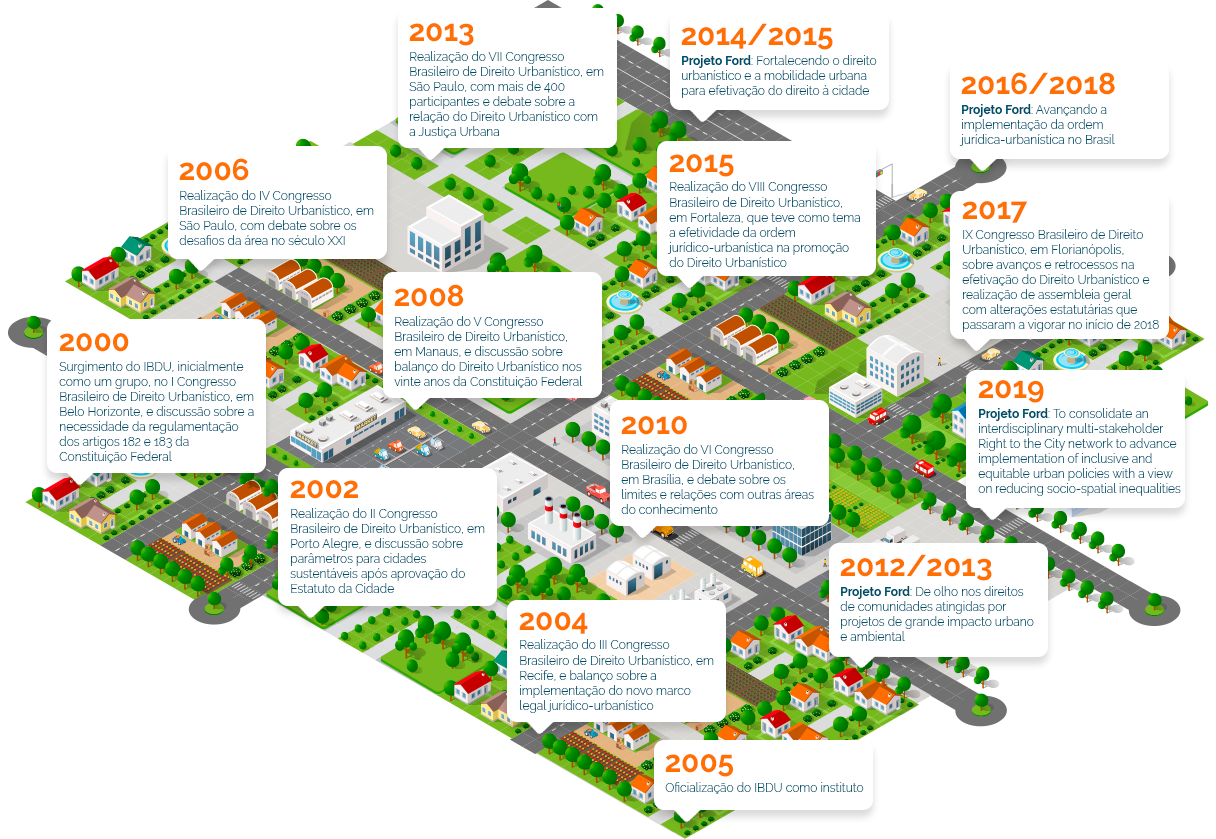 2013
Realização do VII Congresso
Brasileiro de Direito Urbanístico, em
São Paulo, com mais de 400
participantes e debate sobre a
relação do Direito Urbanístico com
a Justiça Urbana
2014/2015
Projeto Ford: Fortalecendo o direito
urbanístico e a mobilidade urbana
para efetivação do direito à cidade
2016/2018
Projeto Ford: Avançando a
implementação da ordem
jurídica-urbanística no Brasil
2006
Realização do IV Congresso
Brasileiro de Direito Urbanístico, em
São Paulo, com debate sobre os
desafios da área no século XXI
2015
Realização do VIII Congresso
Brasileiro de Direito Urbanístico,
em Fortaleza, que teve como tema
a efetividade da ordem
jurídico-urbanística na promoção
do Direito Urbanístico
2017
IX Congresso Brasileiro de Direito
Urbanístico, em Florianópolis,
sobre avanços e retrocessos na
efetivação do Direito Urbanístico e
realização de assembleia geral
com alterações estatutárias que
passaram a vigorar no início de 2018
2008
Realização do V Congresso
Brasileiro de Direito Urbanístico,
em Manaus, e discussão sobre
balanço do Direito Urbanístico nos
vinte anos da Constituição Federal
2000
Surgimento do IBDU, inicialmente
como um grupo, no I Congresso
Brasileiro de Direito Urbanístico, em
Belo Horizonte, e discussão sobre a
necessidade da regulamentação
dos artigos 182 e 183 da
Constituição Federal
MARKET
MARKET
2019
Projeto Ford: To consolidate an
interdisciplinary multi-stakeholder
Right to the City network to advance
implementation of inclusive and
equitable urban policies with a view
on reducing socio-spatial inequalities
2010
Realização do VI Congresso
Brasileiro de Direito Urbanístico,
em Brasília, e debate sobre os
limites e relações com outras áreas
do conhecimento
2002
Realização do II Congresso
Brasileiro de Direito Urbanístico, em
Porto Alegre, e discussão sobre
parâmetros para cidades
sustentáveis após aprovação do
Estatuto da Cidade
2012/2013
Projeto Ford: De olho nos direitos
de comunidades atingidas por
projetos de grande impacto urbano
e ambiental
2004
Realização do III Congresso
Brasileiro de Direito Urbanístico, em
Recife, e balanço sobre a
implementação do novo marco
legal jurídico-urbanístico
2005
Oficialização do IBDU como instituto